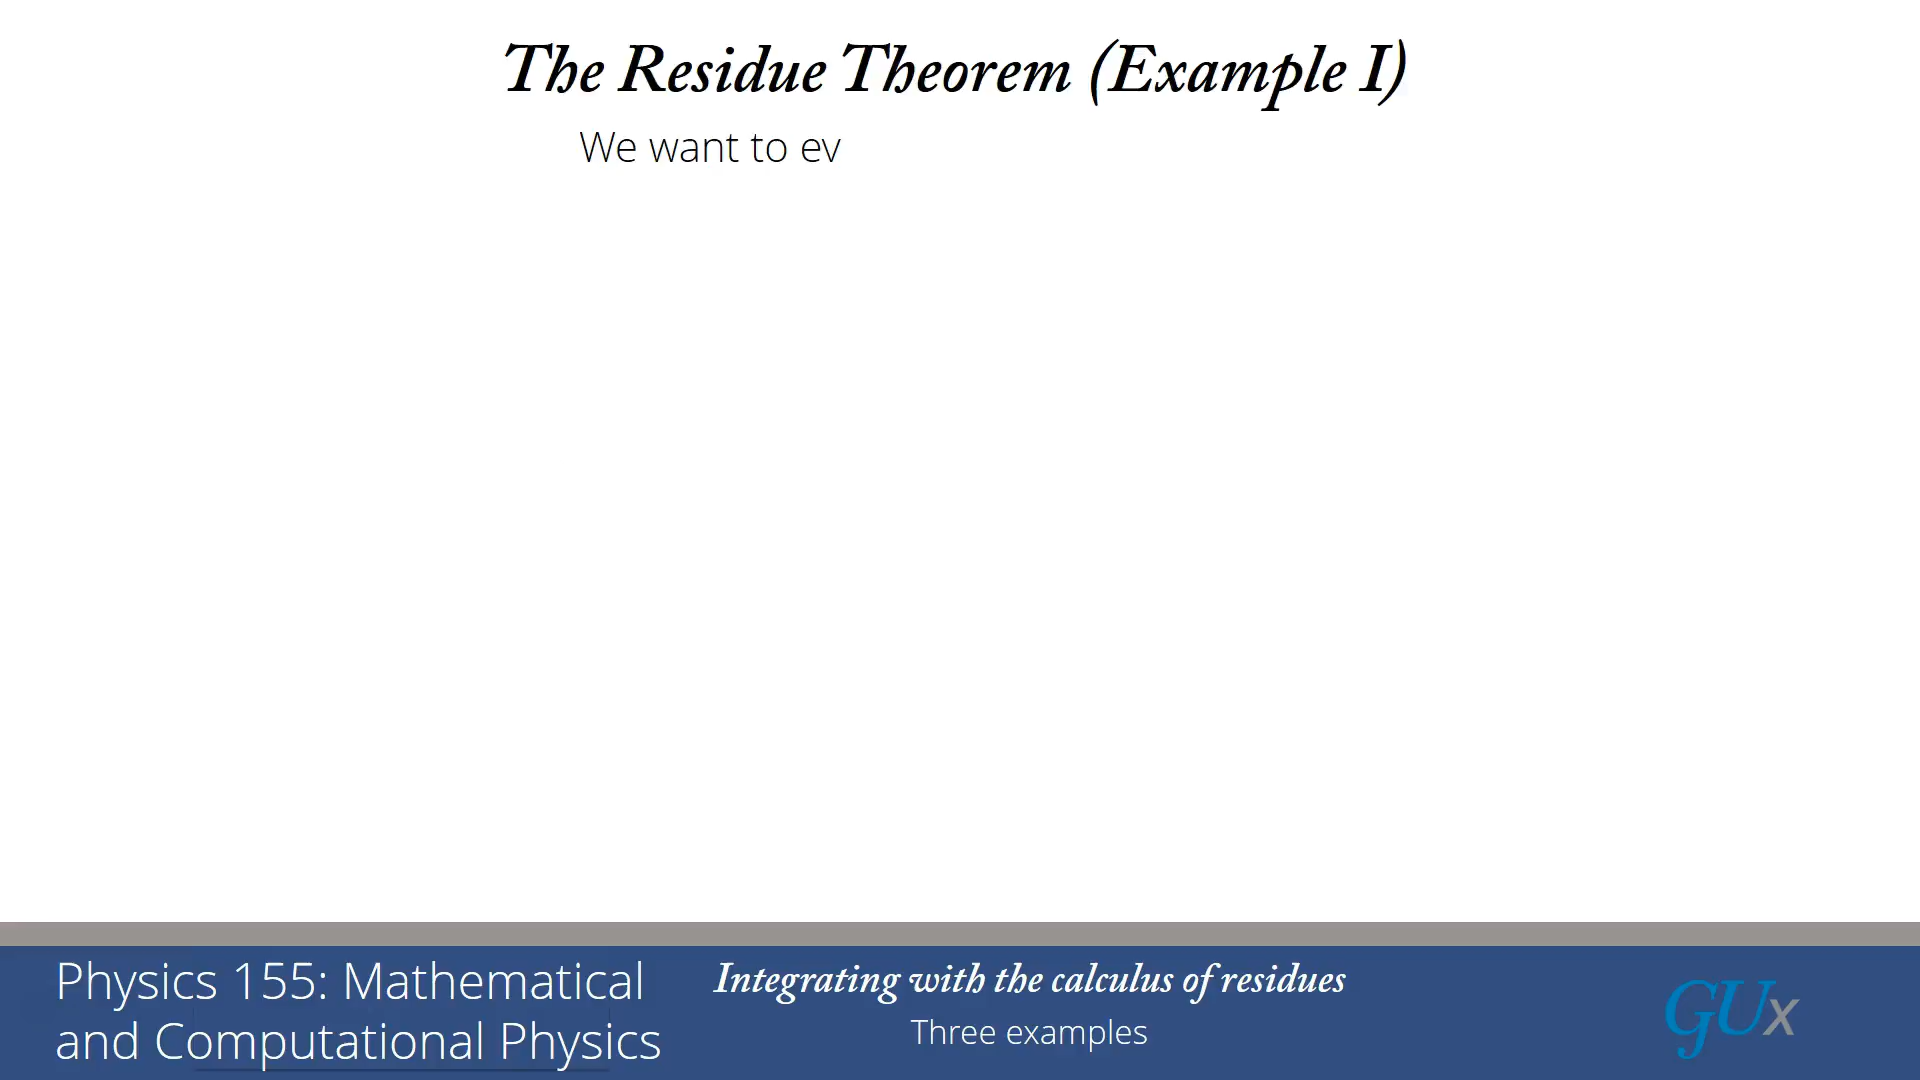 The Residue Theorem (Example I)
We want to ev
Physics 155: Mathematical
and Computational Physics
Integrating with the calculus of residues
Three examples
GUx